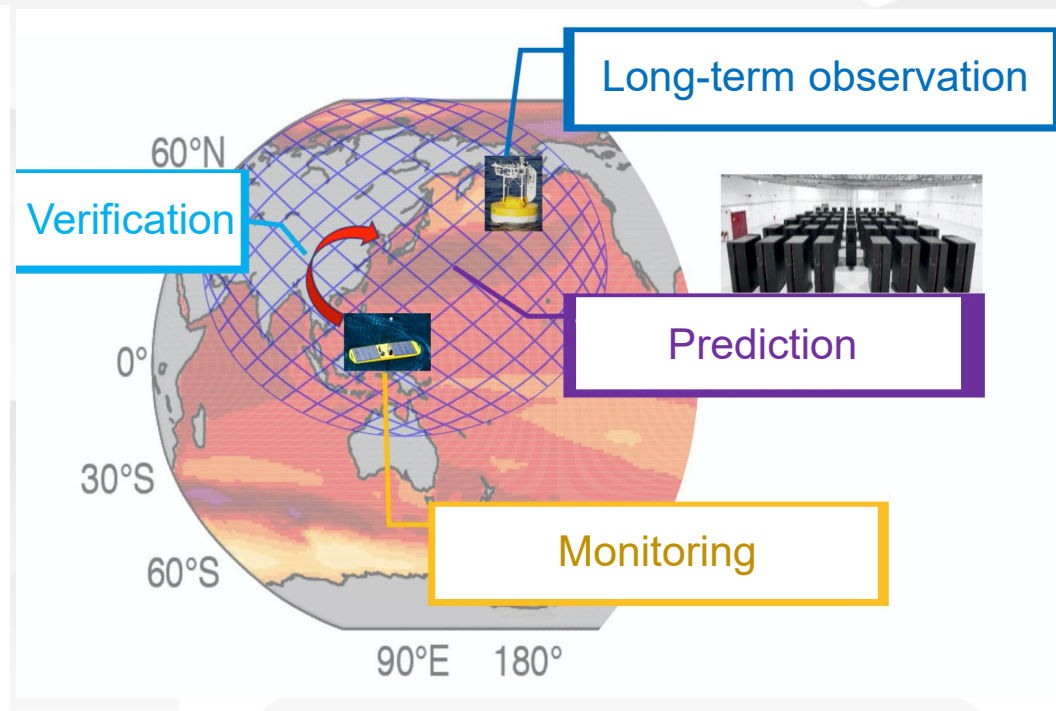 Long-term observation
60°N
Verification
Prediction
0°
30°S
Monitoring
60°S
90°E 180°